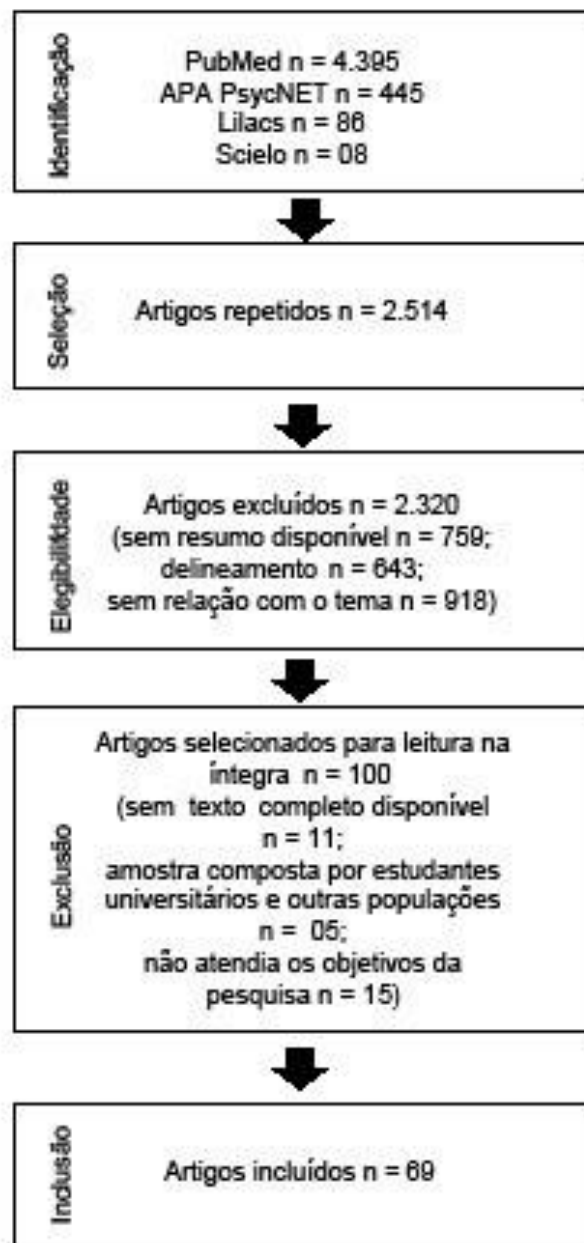 Identificação
PubMed n = 4.395
APA PsycNET n = 445
Lilacs n = 86
Scielo n = 08
Seleção
Artigos repetidos n = 2.514
Elegibilidade
Artigos excluídos n = 2.320
(sem resumo disponível n = 759;
delineamento n = 643;
sem relação com o tema n = 918)
Exclusão
Artigos selecionados para leitura na
íntegra n = 100
(sem texto completo disponível
n = 11;
amostra composta por estudantes
universitários e outras populações
n = 05;
não atendia os objetivos da
pesquisa n = 15)
Inclusão
Artigos incluídos n = 69